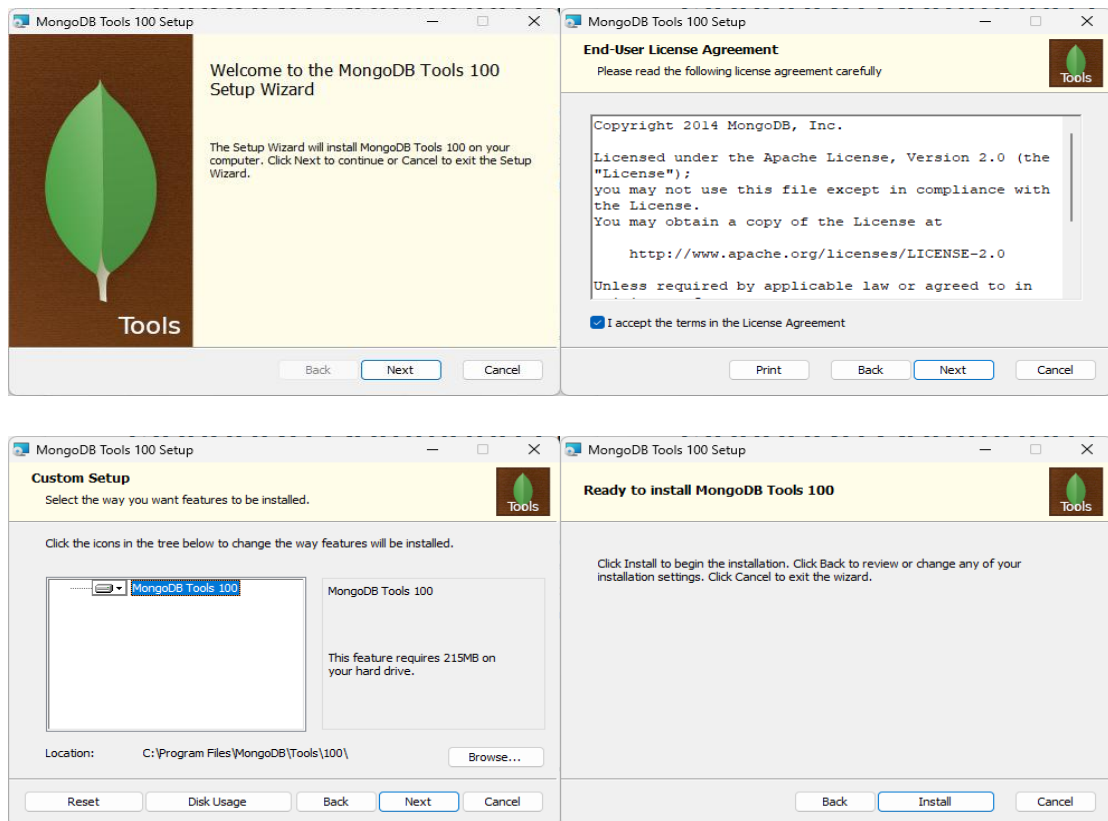 MongoDB Tools 100 Setup
Welcome to the MongoDB Tools 100
Setup Wizard
The Setup Wizard will install MongoDB Tools 100 on your
computer. Click Next to continue or Cancel to exit the Setup
Wizard.
Tools
Back
Next
Cancel
MongoDB Tools 100 Setup
End-User License Agreement
Please read the following license agreement carefully
Tools
Copyright 2014 MongoDB, Inc.
Licensed under the Apache License, Version 2.0 (the
"License");
you may not use this file except in compliance with
the License.
You may obtain a copy of the License at
http://www.apache.org/licenses/LICENSE-2.0
Unless required by applicable law or agreed to in
I accept the terms in the License Agreement
Print
Back
Next
Cancel
MongoDB Tools 100 Setup
Custom Setup
Select the way you want features to be installed.
Tools
Click the icons in the tree below to change the way features will be installed.
MongoDB Tools 100
MongoDB Tools 100
This feature requires 215MB on
your hard drive.
Location: C:\Program Files\MongoDB\Tools\100\
Browse...
Reset
Disk Usage
Back
Next
Cancel
MongoDB Tools 100 Setup
Ready to install MongoDB Tools 100
Tools
Click Install to begin the installation. Click Back to review or change any of your
installation settings. Click Cancel to exit the wizard.
Back
Install
Cancel